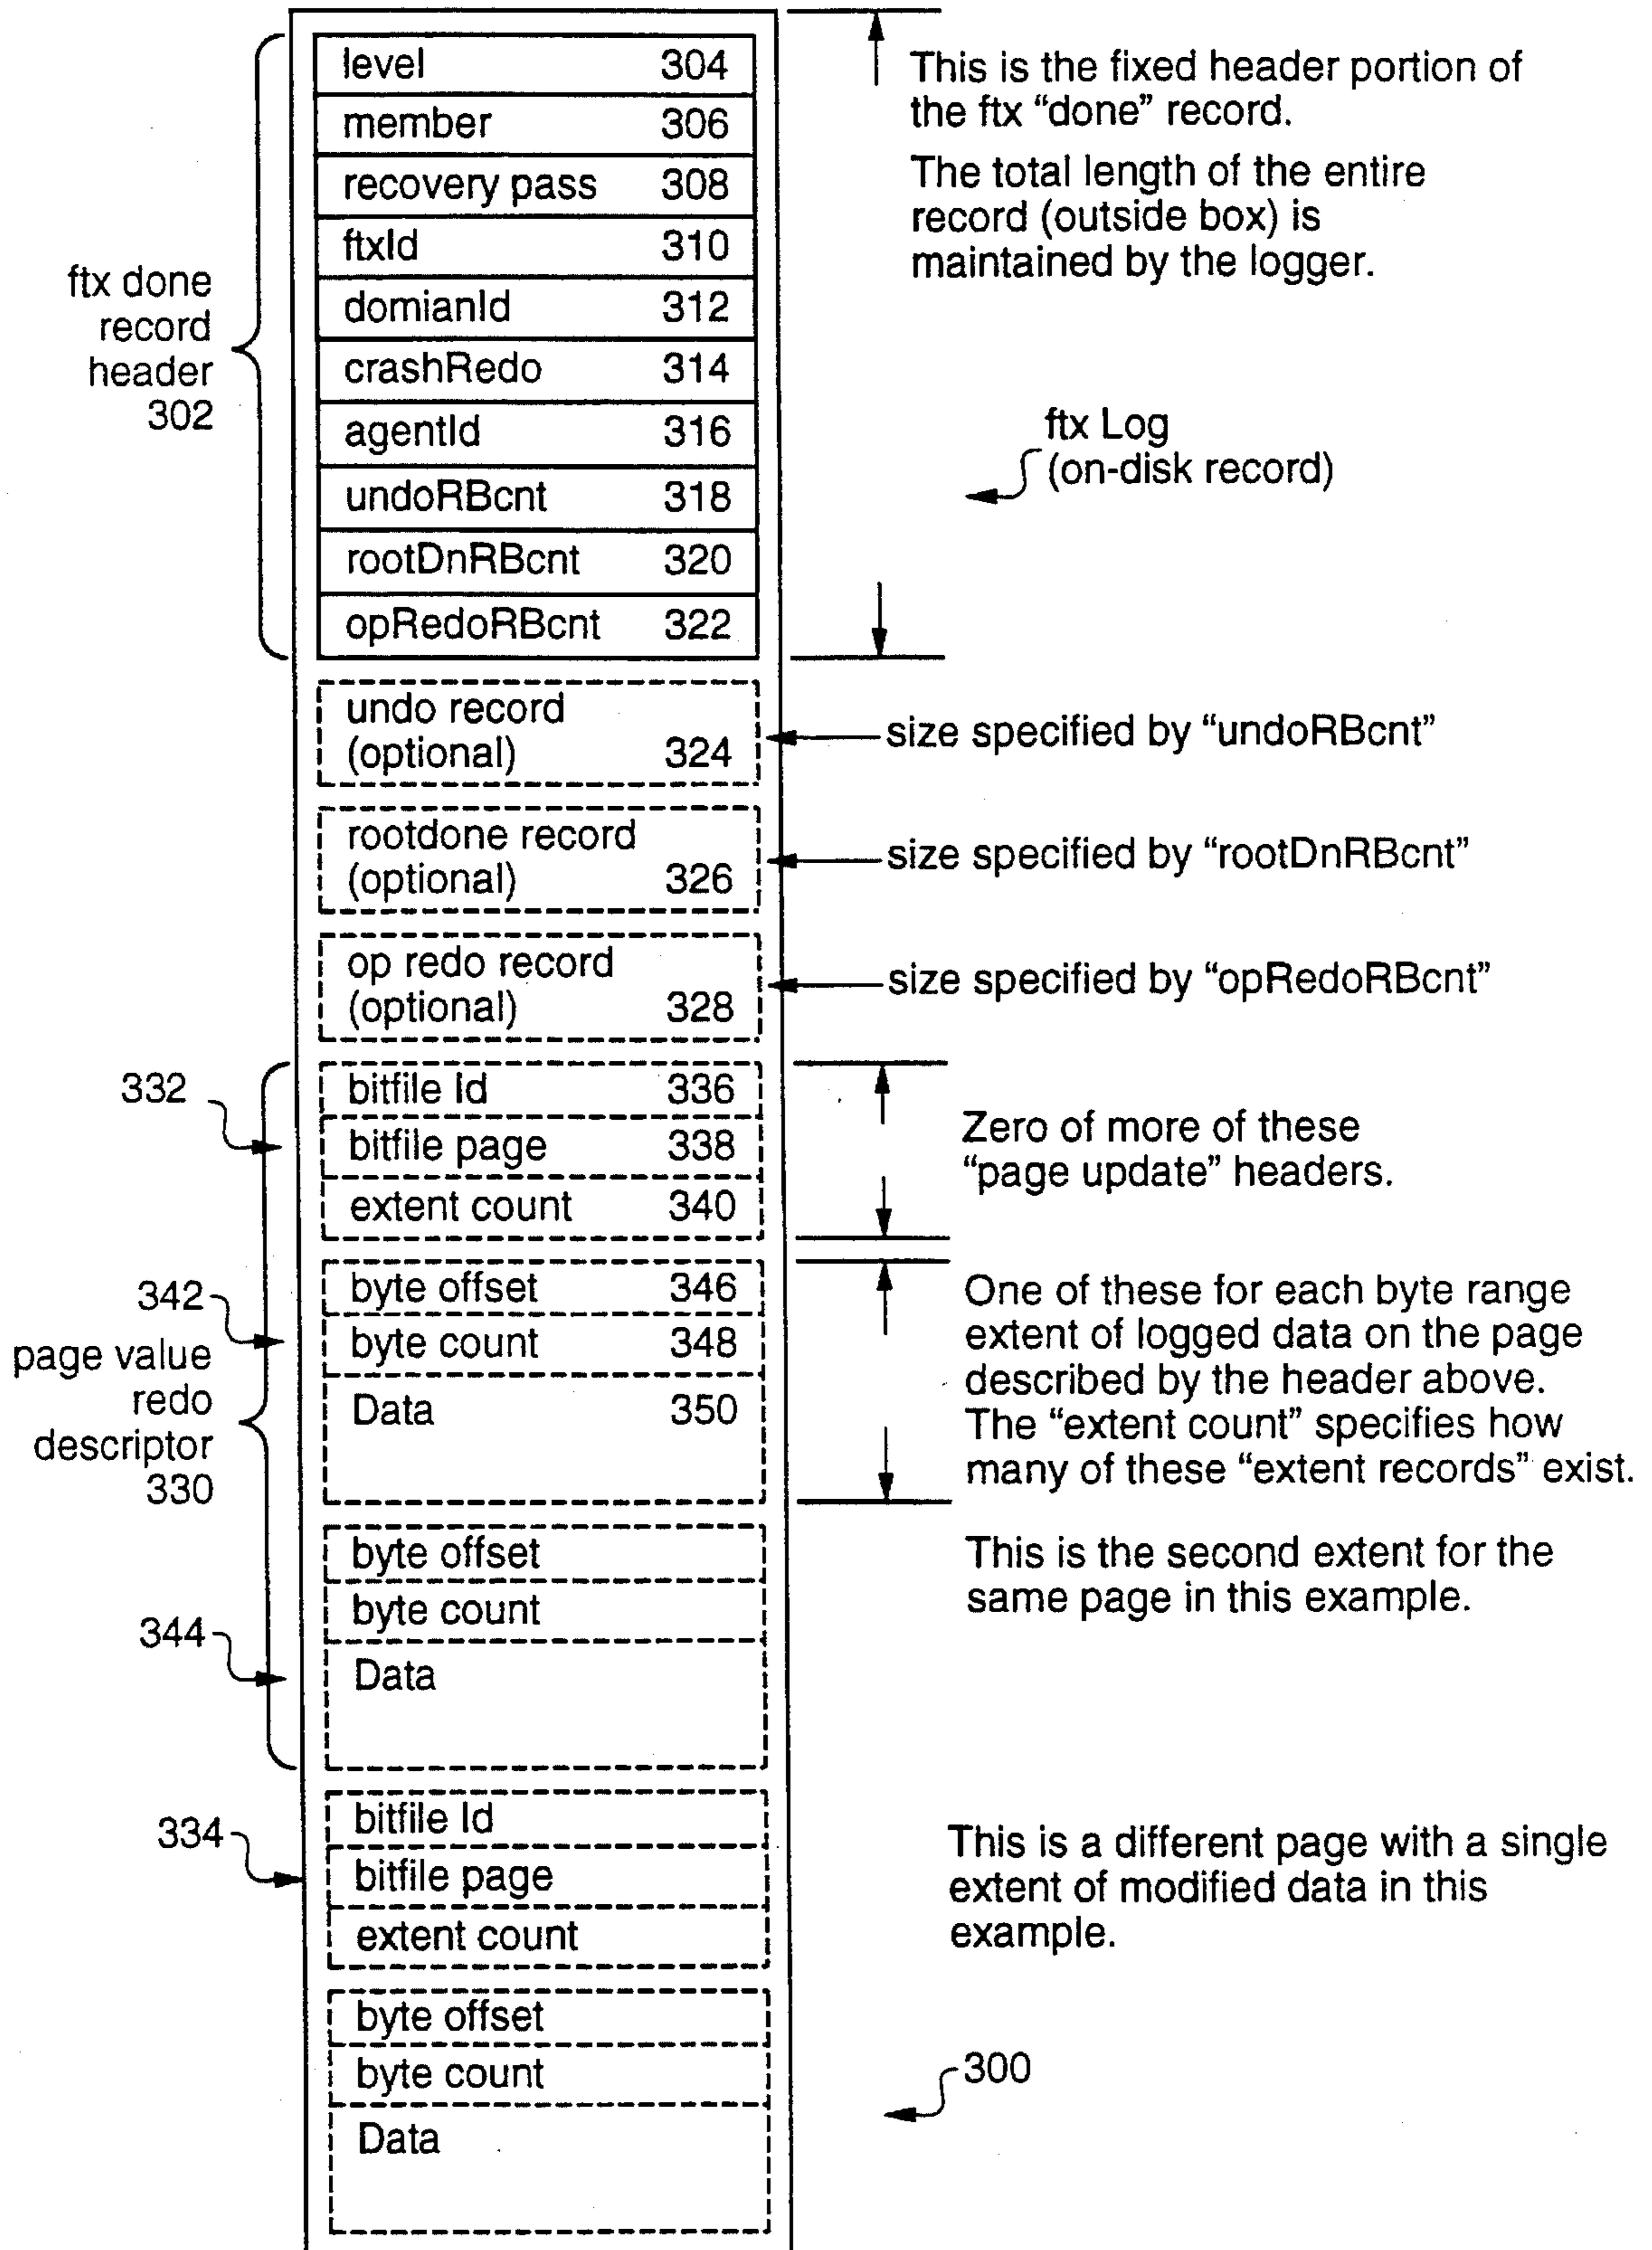 level 304
member 306
recovery pass 308
ftxId 310
domianId 312
crashRedo 314
agentId 316
undoRBcnt 318
rootDnRBcnt 320
opRedoRBcnt 322
ftx done
record
header
302
This is the fixed header portion of
the ftx “done” record.
The total length of the entire
record (outside box) is
maintained by the logger.
ftx Log
(on-disk record)
undo record
(optional) 324
size specified by “undoRBcnt”
rootdone record
(optional) 326
size specified by “rootDnRBcnt”
op redo record
(optional) 328
size specified by “opRedoRBcnt”
332
bitfile Id 336
bitfile page 338
extent count 340
Zero of more of these
“page update” headers.
342
page value
redo
descriptor
330
byte offset 346
byte count 348
Data 350
One of these for each byte range
extent of logged data on the page
described by the header above.
The “extent count” specifies how
many of these “extent records” exist.
344
byte offset
byte count
Data
This is the second extent for the
same page in this example.
334
bitfile Id
bitfile page
extent count
This is a different page with a single
extent of modified data in this
example.
byte offset
byte count
Data
300